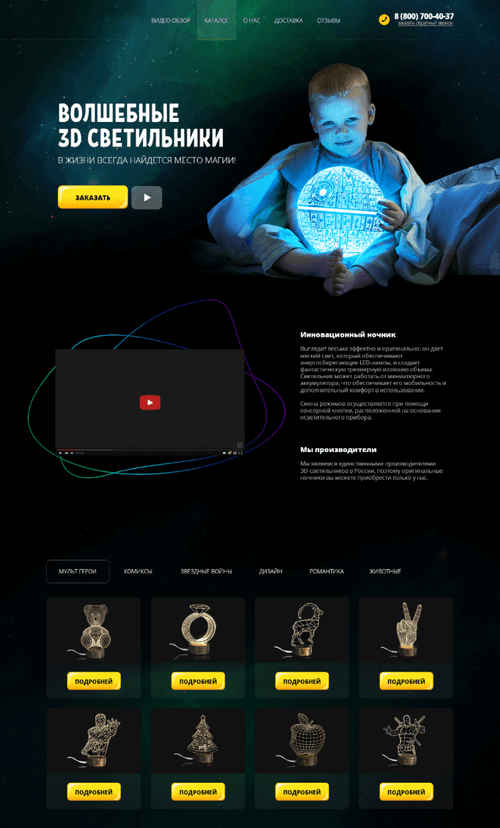 ВИДЕО ОБЗОР КАТАЛОГ О НАС ДОСТАВКА ОТЗЫВЫ
8 (800) 700-40-37
заказать обратный звонок
ВОЛШЕБНЫЕ
3D СВЕТИЛЬНИКИ
В ЖИЗНИ ВСЕГДА НАЙДЕТСЯ МЕСТО МАГИИ!
ЗАКАЗАТЬ
Инновационный ночник
Выглядит весьма эффектно и оригинально: он дает
мягкий свет, который обеспечивают
энергосберегающие LED-лампы, и создает
фантастическую трехмерную иллюзию объема.
Светильник может работать от миниатюрного
аккумулятора, что обеспечивает его мобильность и
дополнительный комфорт в использовании.
Смена режимов осуществляется при помощи
сенсорной кнопки, расположенной на основании
осветительного прибора.
Мы производители
Мы являемся единственными производителями
3D светильников в России, поэтому оригинальные
ночники вы можете приобрести только у нас.
МУЛЬТ ГЕРОИ КОМИКСЫ ЗВЕЗДНЫЕ ВОЙНЫ ДИЗАЙН РОМАНТИКА ЖИВОТНЫЕ
ПОДРОБНЕЙ ПОДРОБНЕЙ ПОДРОБНЕЙ ПОДРОБНЕЙ
ПОДРОБНЕЙ ПОДРОБНЕЙ ПОДРОБНЕЙ ПОДРОБНЕЙ